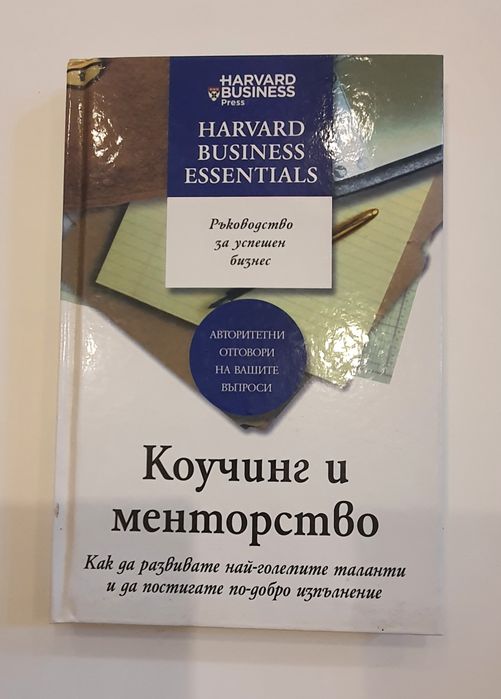 HARVARD
BUSINESS
Press
HARVARD
BUSINESS
ESSENTIALS
Ръководство
за успешен
бизнес
АВТОРИТЕТНИ
ОТГОВОРИ
НА ВАШИТЕ
ВЪПРОСИ
Коучинг и
менторство
Как да развивате най-големите таланти
и да постигате по-добро изпълнение